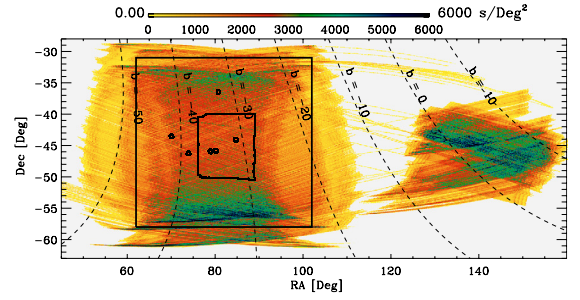 0.00 6000 s/Deg²
0 1000 2000 3000 4000 5000 6000
-30
-35
-40
-45
-50
-55
-60
Dec [Deg]
b = -50
b = -40
b = -30
b = -20
b = -10
b = 0
b = 10
60 80 100 120 140
RA [Deg]